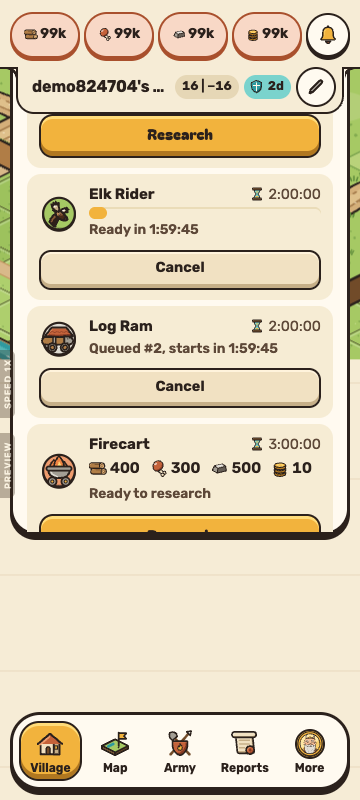 99k 99k 99k 99k
demo824704's ... 16 | -16 2d
Research
Elk Rider 2:00:00
Ready in 1:59:45
Cancel
Log Ram 2:00:00
Queued #2, starts in 1:59:45
Cancel
SPEED 1X
PREVIEW
Firecart 3:00:00
400 300 500 10
Ready to research
Village Map Army Reports More